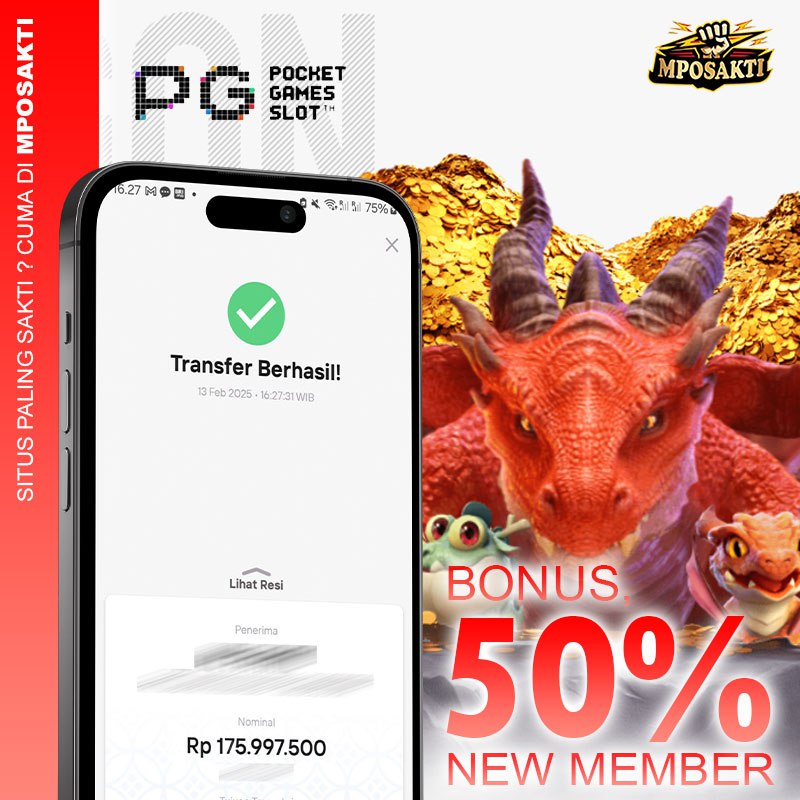 SITUS PALING SAKTI ? CUMA DI MPOSAKTI
PG
POCKET
GAMES
SLOT™
MPOSAKTI
16.27
75%
Transfer Berhasil!
13 Feb 2025 • 16:27:31 WIB
Lihat Resi
Penerima
Nominal
Rp 175.997.500
BONUS,
50%
NEW MEMBER